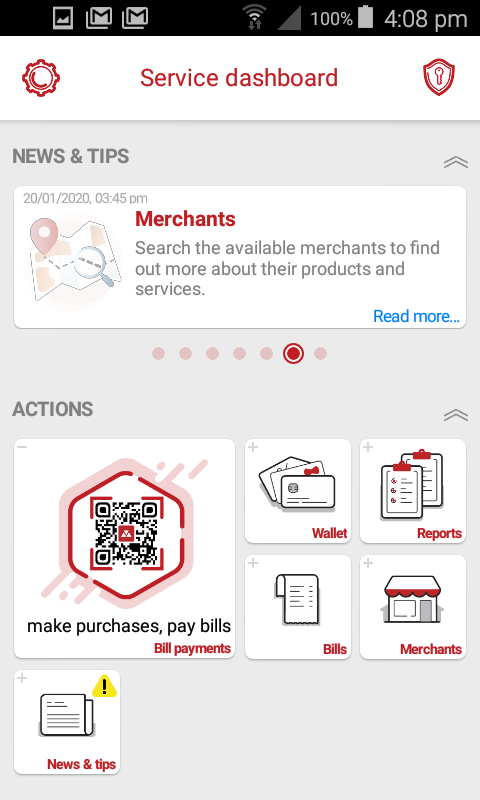 100% 4:08 pm
Service dashboard
NEWS & TIPS
20/01/2020, 03:45 pm
Merchants
Search the available merchants to find
out more about their products and
services.
Read more...
ACTIONS
make purchases, pay bills
Bill payments
Wallet
Reports
Bills
Merchants
News & tips